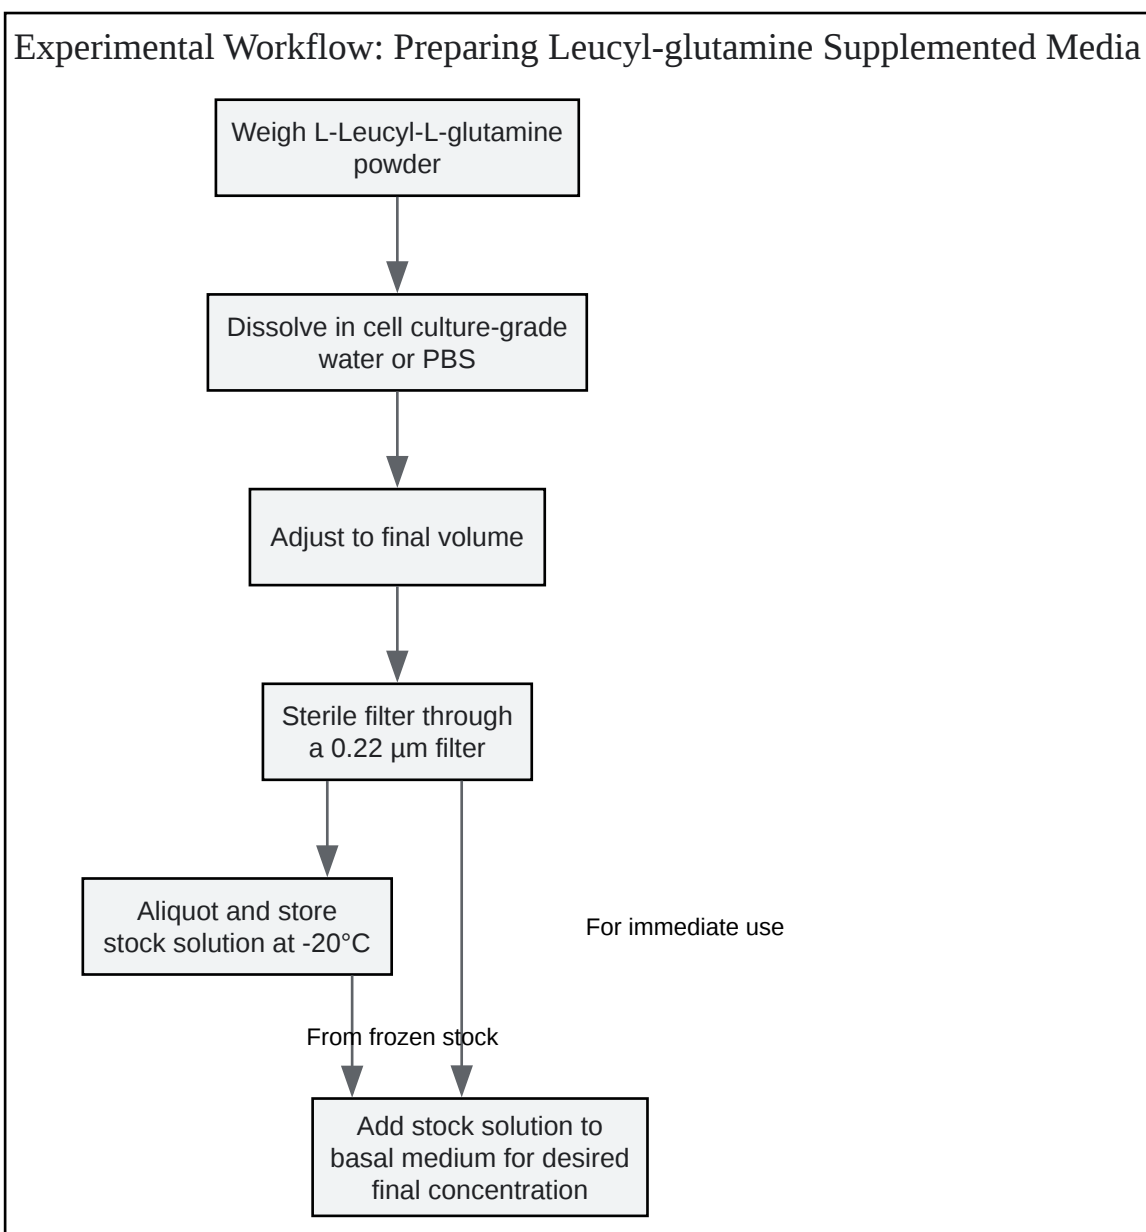 Experimental Workflow: Preparing Leucyl-glutamine Supplemented Media
Weigh L-Leucyl-L-glutamine
powder
Dissolve in cell culture-grade
water or PBS
Adjust to final volume
Sterile filter through
a 0.22 µm filter
Aliquot and store
stock solution at -20°C
For immediate use
From frozen stock
Add stock solution to
basal medium for desired
final concentration